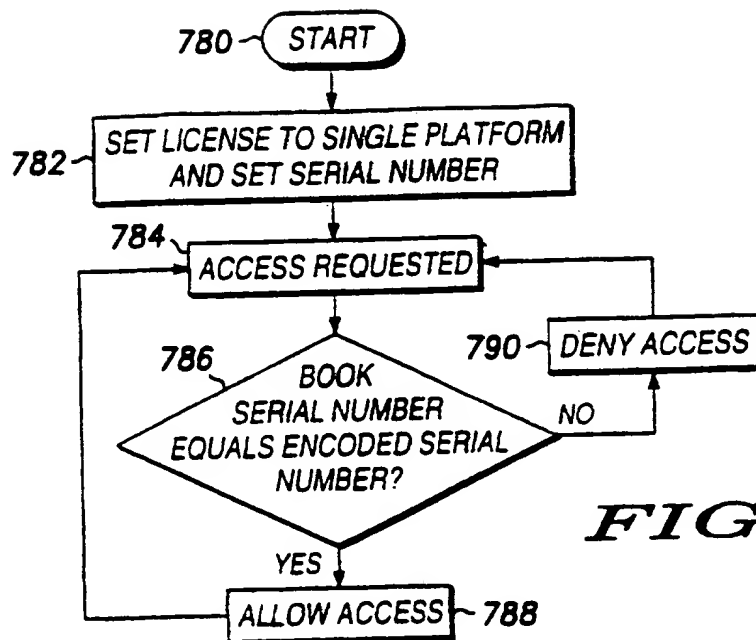 780 START
782 SET LICENSE TO SINGLE PLATFORM
AND SET SERIAL NUMBER
784
ACCESS REQUESTED
786 BOOK
SERIAL NUMBER
EQUALS ENCODED SERIAL
NUMBER?
790 DENY ACCESS
NO
FIG
YES
ALLOW ACCESS 788